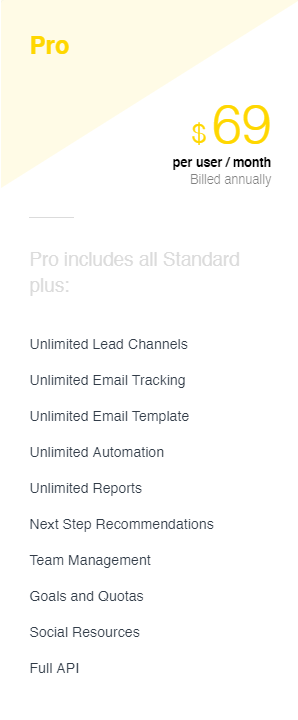 Pro
$ 69
per user / month
Billed annually
Pro includes all Standard
plus:
Unlimited Lead Channels
Unlimited Email Tracking
Unlimited Email Template
Unlimited Automation
Unlimited Reports
Next Step Recommendations
Team Management
Goals and Quotas
Social Resources
Full API